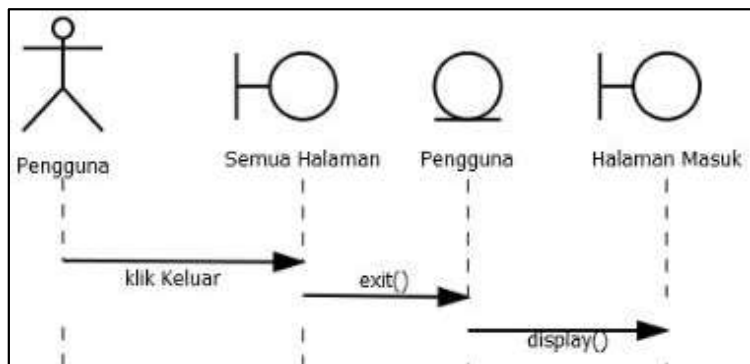 Pengguna
Semua Halaman
Pengguna
Halaman Masuk
klik Keluar
exit()
display()